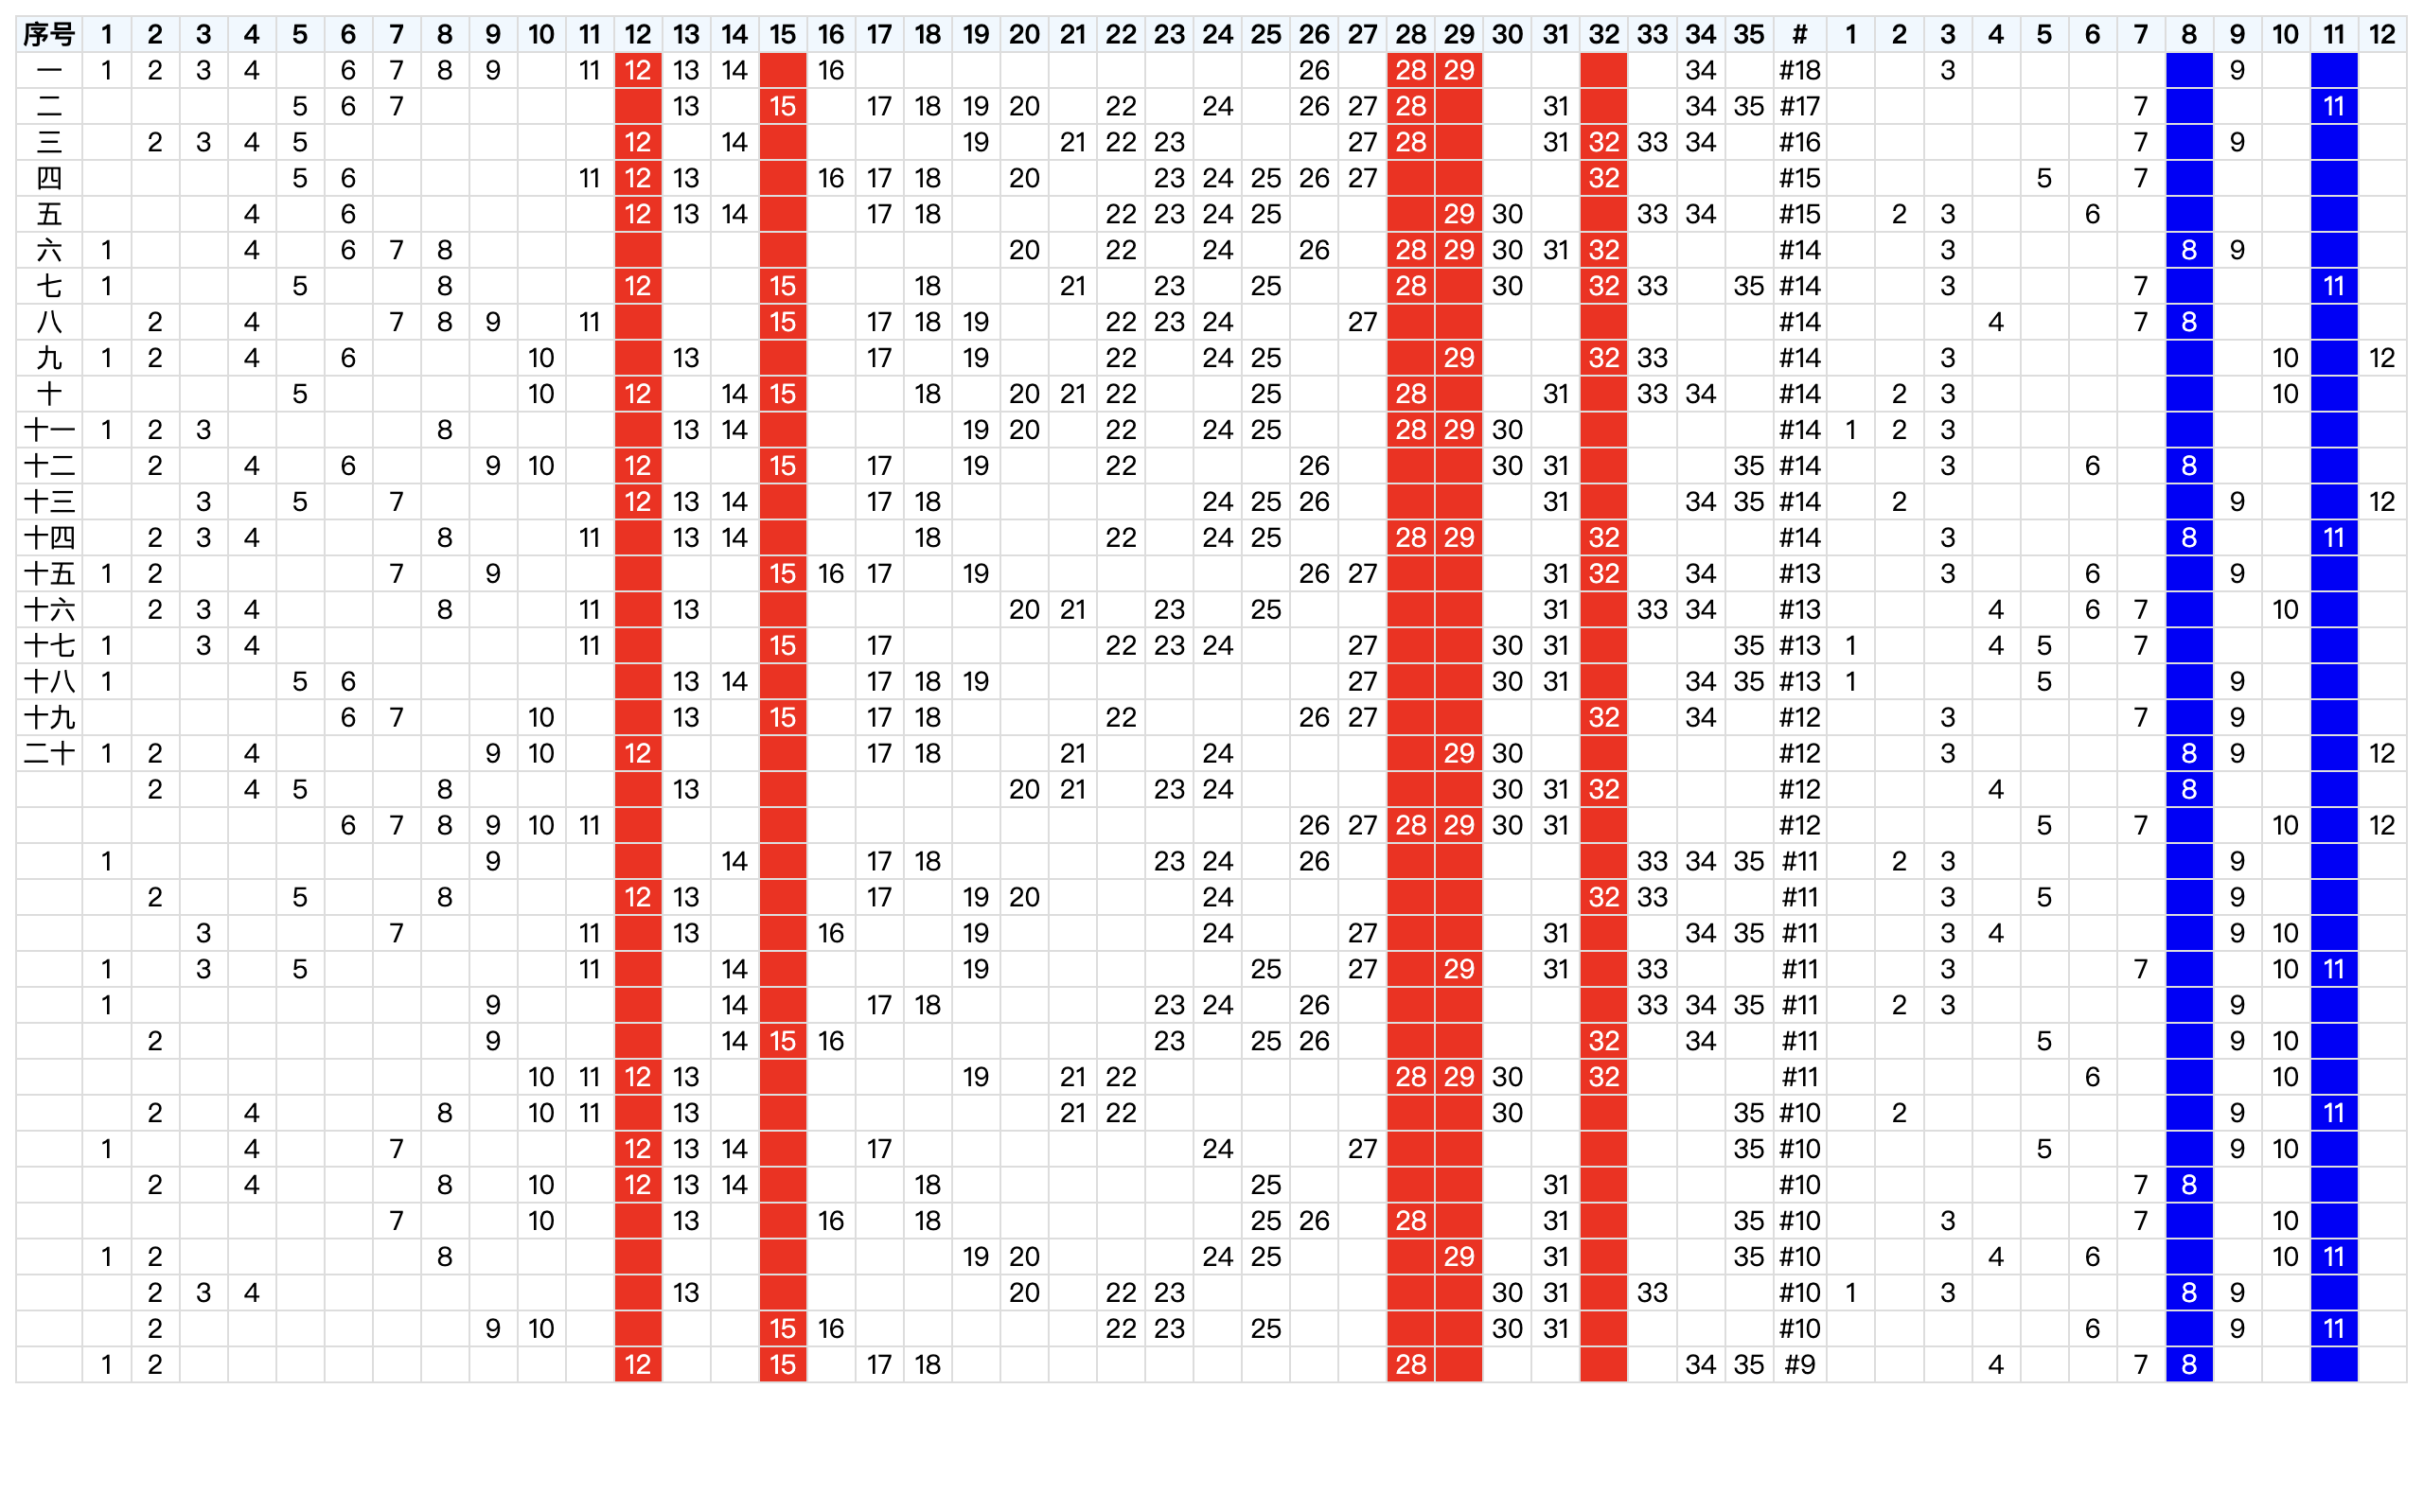 序号 1 2 3 4 5 6 7 8 9 10 11 12 13 14 15 16 17 18 19 20 21 22 23 24 25 26 27 28 29 30 31 32 33 34 35 # 1 2 3 4 5 6 7 8 9 10 11 12
一 1 2 3 4 6 7 8 9 11 12 13 14 16 26 28 29 34 #18 3 9
二 5 6 7 13 15 17 18 19 20 22 24 26 27 28 31 34 35 #17 7 11
三 2 3 4 5 12 14 19 21 22 23 27 28 31 32 33 34 #16 7 9
四 5 6 11 12 13 16 17 18 20 23 24 25 26 27 32 #15 5 7
五 4 6 12 13 14 17 18 22 23 24 25 29 30 33 34 #15 2 3 6
六 1 4 6 7 8 20 22 24 26 28 29 30 31 32 #14 3 8 9
七 1 5 8 12 15 18 21 23 25 28 30 32 33 35 #14 3 7 11
八 2 4 7 8 9 11 15 17 18 19 22 23 24 27 #14 4 7 8
九 1 2 4 6 10 13 17 19 22 24 25 29 32 33 #14 3 10 12
十 5 10 12 14 15 18 20 21 22 25 28 31 33 34 #14 2 3 10
十一 1 2 3 8 13 14 19 20 22 24 25 28 29 30 #14 1 2 3
十二 2 4 6 9 10 12 15 17 19 22 26 30 31 35 #14 3 6 8
十三 3 5 7 12 13 14 17 18 24 25 26 31 34 35 #14 2 9 12
十四 2 3 4 8 11 13 14 18 22 24 25 28 29 32 #14 3 8 11
十五 1 2 7 9 15 16 17 19 26 27 31 32 34 #13 3 6 9
十六 2 3 4 8 11 13 20 21 23 25 31 33 34 #13 4 6 7 10
十七 1 3 4 11 15 17 22 23 24 27 30 31 35 #13 1 4 5 7
十八 1 5 6 13 14 17 18 19 27 30 31 34 35 #13 1 5 9
十九 6 7 10 13 15 17 18 22 26 27 32 34 #12 3 7 9
二十 1 2 4 9 10 12 17 18 21 24 29 30 #12 3 8 9 12
2 4 5 8 13 20 21 23 24 30 31 32 #12 4 8
6 7 8 9 10 11 26 27 28 29 30 31 #12 5 7 10 12
1 9 14 17 18 23 24 26 33 34 35 #11 2 3 9
2 5 8 12 13 17 19 20 24 32 33 #11 3 5 9
3 7 11 13 16 19 24 27 31 34 35 #11 3 4 9 10
1 3 5 11 14 19 25 27 29 31 33 #11 3 7 10 11
1 9 14 17 18 23 24 26 33 34 35 #11 2 3 9
2 9 14 15 16 23 25 26 32 34 #11 5 9 10
10 11 12 13 19 21 22 28 29 30 32 #11 6 10
2 4 8 10 11 13 21 22 30 35 #10 2 9 11
1 4 7 12 13 14 17 24 27 35 #10 5 9 10
2 4 8 10 12 13 14 18 25 31 #10 7 8
7 10 13 16 18 25 26 28 31 35 #10 3 7 10
1 2 8 19 20 24 25 29 31 35 #10 4 6 10 11
2 3 4 13 20 22 23 30 31 33 #10 1 3 8 9
2 9 10 15 16 22 23 25 30 31 #10 6 9 11
1 2 12 15 17 18 28 34 35 #9 4 7 8